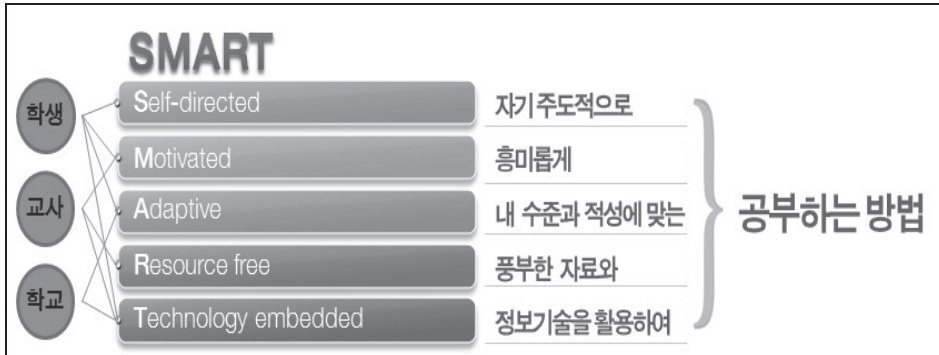 SMART
학생
교사
학교
Self-directed
자기 주도적으로
Motivated
흥미롭게
Adaptive
내 수준과 적성에 맞는
Resource free
풍부한 자료와
Technology embedded
정보기술을 활용하여
공부하는 방법